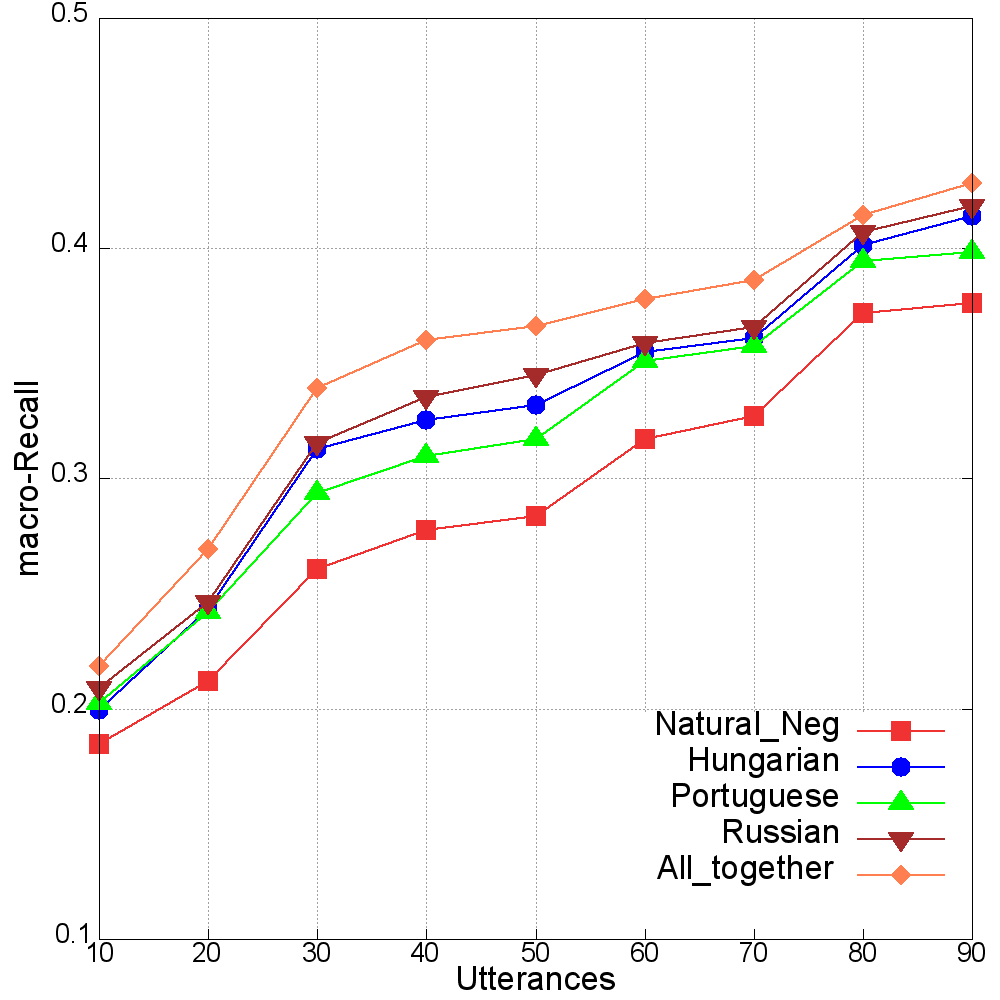 0.5
0.4
0.3
0.2
0.1
macro-Recall
Natural_Neg
Hungarian
Portuguese
Russian
All_together
10 20 30 40 50 60 70 80 90
Utterances